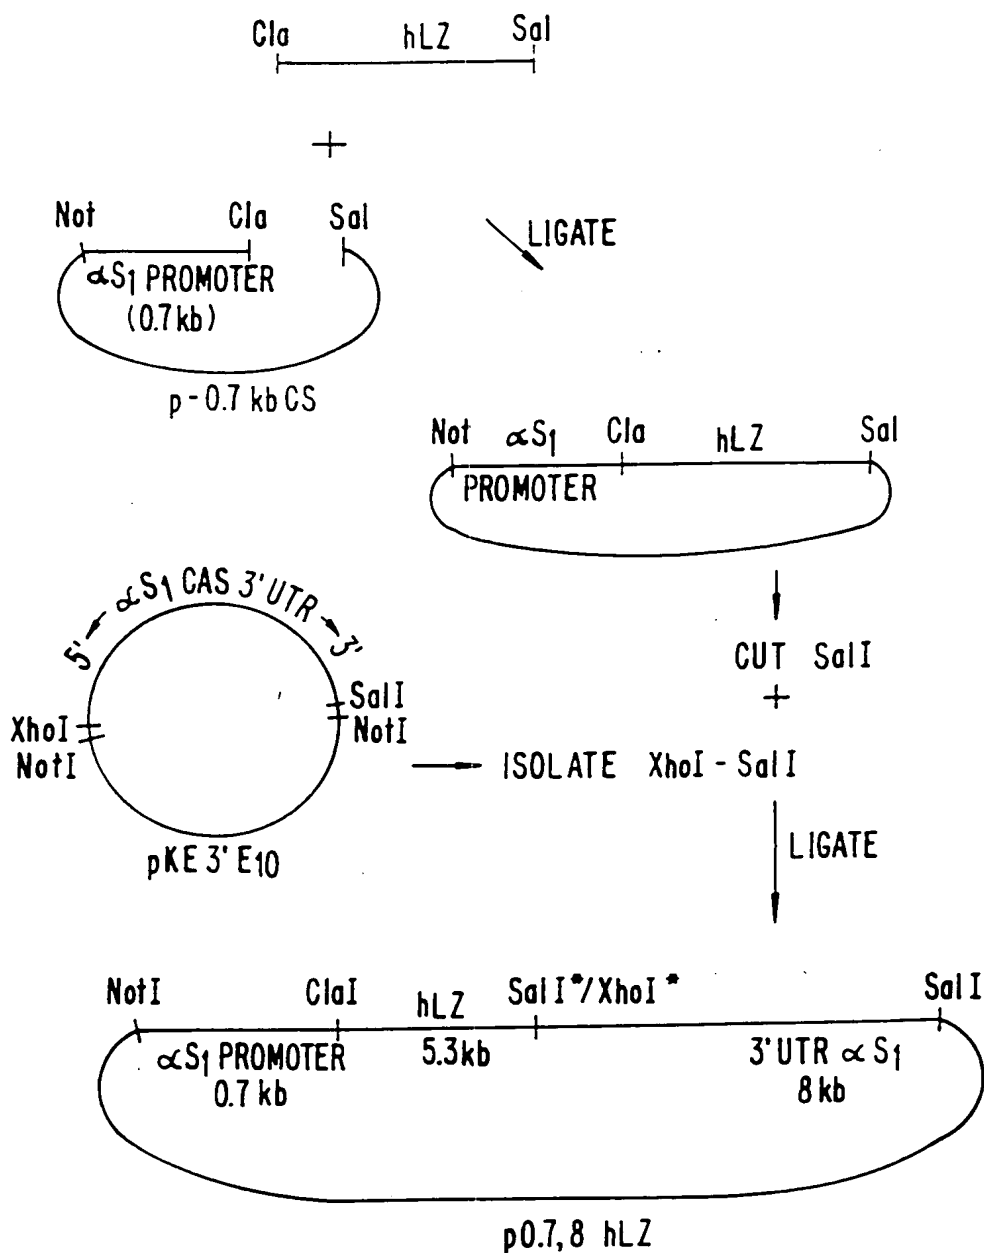 Cla hLZ Sal
+
Not Cla Sal
LIGATE
αS1 PROMOTER
(0.7kb)
p-0.7 kb CS
Not αS1 Cla hLZ Sal
PROMOTER
5' αS1 CAS 3'UTR 3'
CUT SalI
+
XhoI SalI
NotI NotI
ISOLATE XhoI - SalI
pKE 3' E10
LIGATE
NotI ClaI hLZ SalI*/XhoI* SalI
αS1 PROMOTER 5.3kb 3'UTR αS1
0.7 kb 8 kb
p0.7,8 hLZ